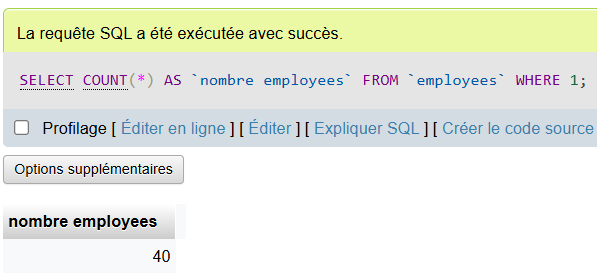 La requête SQL a été exécutée avec succès.
SELECT COUNT(*) AS `nombre employees` FROM `employees` WHERE 1;
Profilage [ Éditer en ligne ] [ Éditer ] [ Expliquer SQL ] [ Créer le code source
Options supplémentaires
nombre employees
40